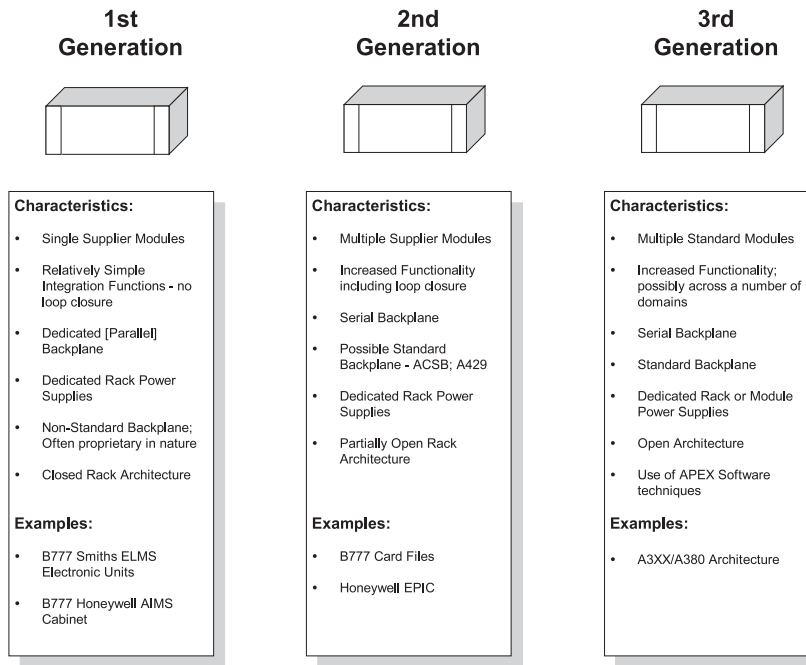 1st
Generation
Characteristics:
• Single Supplier Modules
• Relatively Simple
Integration Functions - no
loop closure
• Dedicated [Parallel]
Backplane
• Dedicated Rack Power
Supplies
• Non-Standard Backplane;
Often proprietary in nature
• Closed Rack Architecture
Examples:
• B777 Smiths ELMS
Electronic Units
• B777 Honeywell AIMS
Cabinet
2nd
Generation
Characteristics:
• Multiple Supplier Modules
• Increased Functionality
including loop closure
• Serial Backplane
• Possible Standard
Backplane - ACSB; A429
• Dedicated Rack Power
Supplies
• Partially Open Rack
Architecture
Examples:
• B777 Card Files
• Honeywell EPIC
3rd
Generation
Characteristics:
• Multiple Standard Modules
• Increased Functionality;
possibly across a number of
domains
• Serial Backplane
• Standard Backplane
• Dedicated Rack or Module
Power Supplies
• Open Architecture
• Use of APEX Software
techniques
Examples:
• A3XX/A380 Architecture